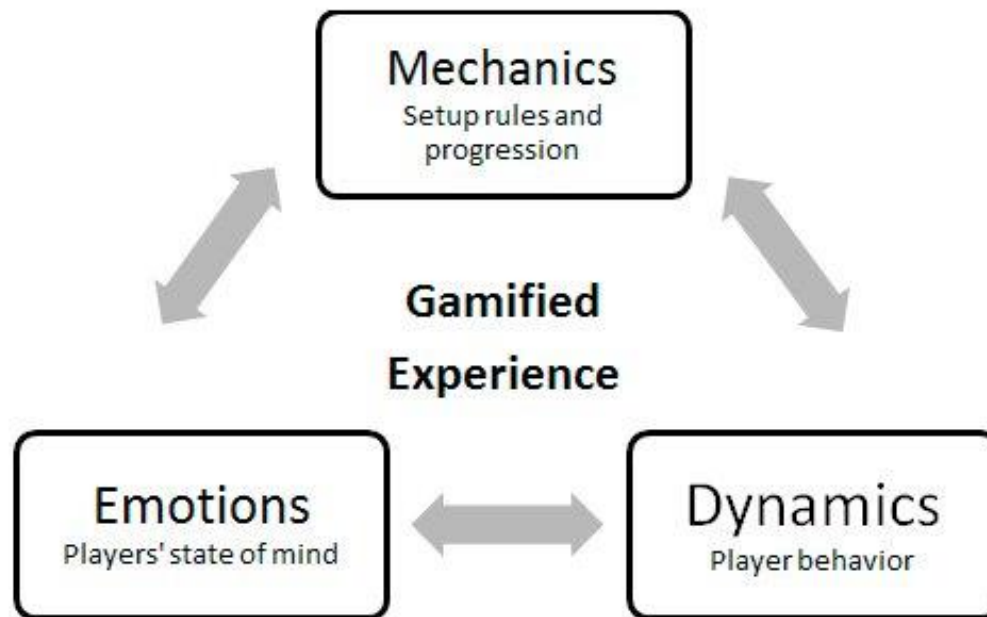 Mechanics
Setup rules and
progression
Gamified
Experience
Emotions
Players' state of mind
Dynamics
Player behavior